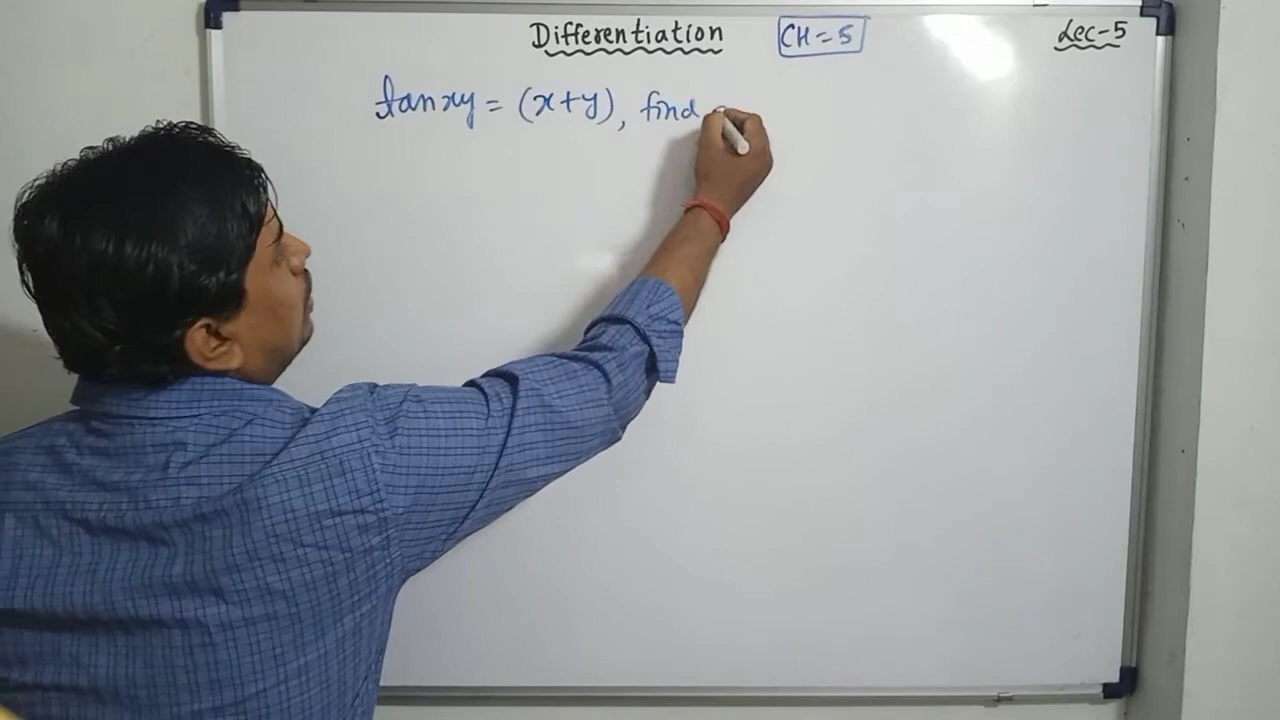 Differentiation CH = 5 Lec-5
tan xy = (x+y), find